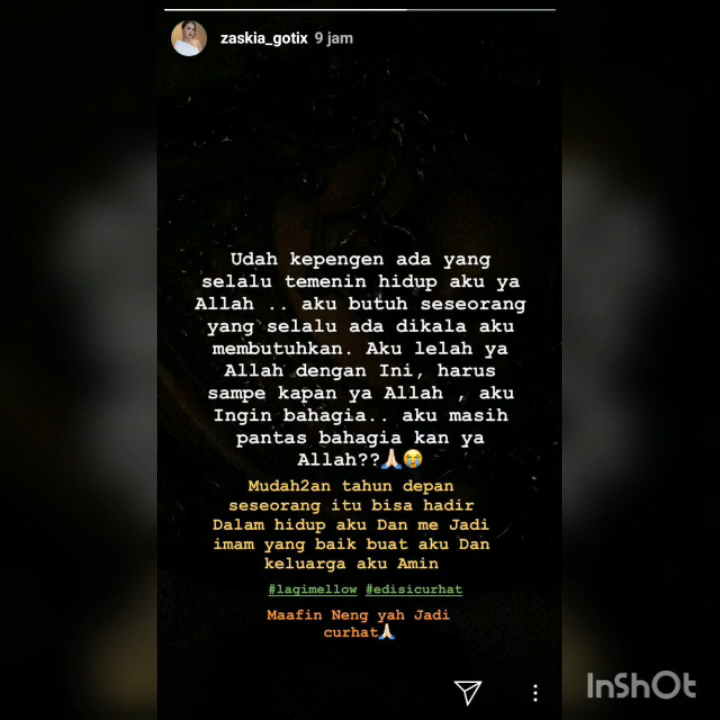 zaskia_gotix 9 jam
Udah kepengen ada yang
selalu temenin hidup aku ya
Allah .. aku butuh seseorang
yang selalu ada dikala aku
membutuhkan. Aku lelah ya
Allah dengan Ini, harus
sampe kapan ya Allah , aku
Ingin bahagia.. aku masih
pantas bahagia kan ya
Allah??🙏🏻😭
Mudah2an tahun depan
seseorang itu bisa hadir
Dalam hidup aku Dan me Jadi
imam yang baik buat aku Dan
keluarga aku Amin
#lagimellow #edisicurhat
Maafin Neng yah Jadi
curhat🙏🏻
InShOt